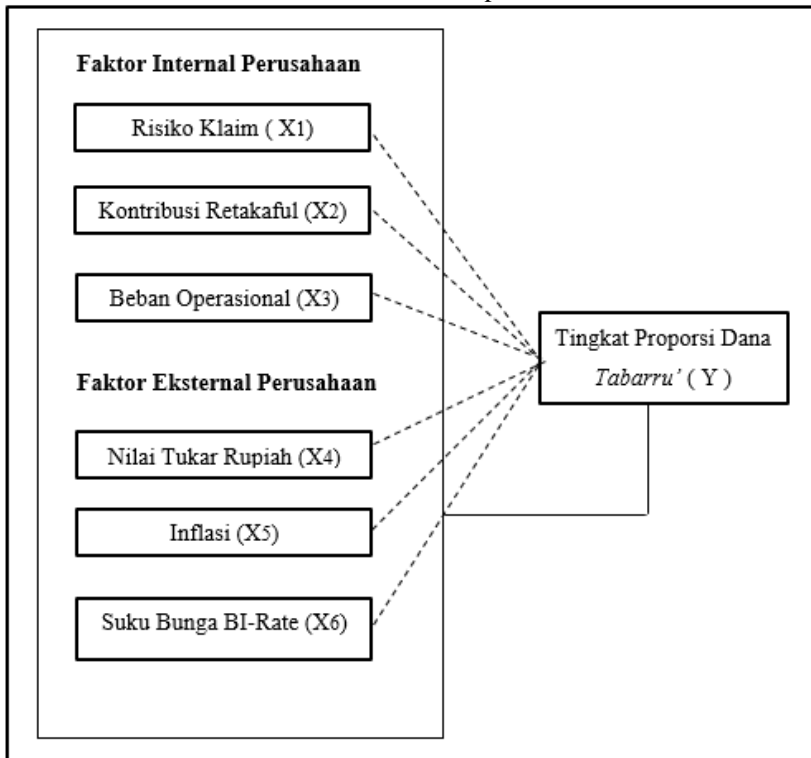 Faktor Internal Perusahaan
Risiko Klaim ( X1)
Kontribusi Retakaful (X2)
Beban Operasional (X3)
Tingkat Proporsi Dana
Tabarru’ ( Y )
Faktor Eksternal Perusahaan
Nilai Tukar Rupiah (X4)
Inflasi (X5)
Suku Bunga BI-Rate (X6)